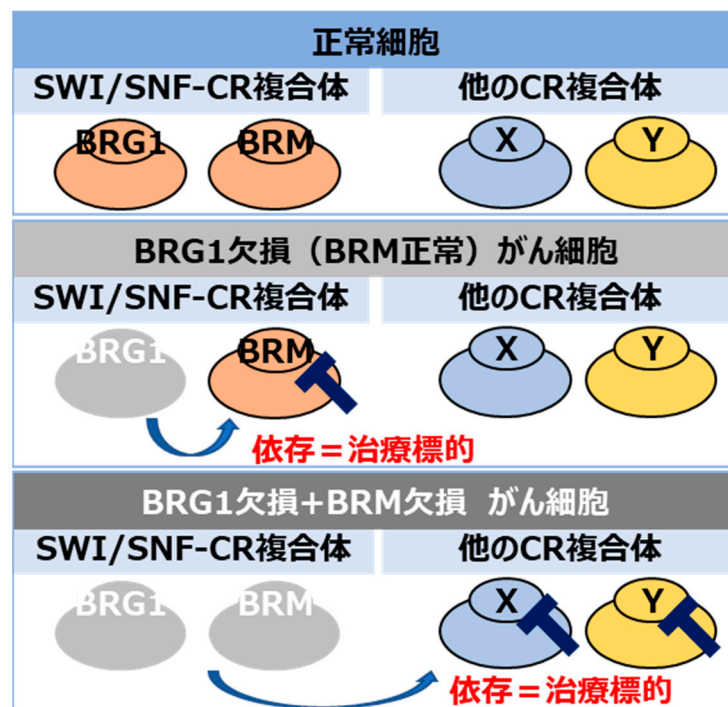 正常細胞
SWI/SNF-CR複合体 他のCR複合体
BRG1 BRM X Y
BRG1欠損（BRM正常）がん細胞
SWI/SNF-CR複合体 他のCR複合体
BRG1 BRM X Y
依存＝治療標的
BRG1欠損+BRM欠損 がん細胞
SWI/SNF-CR複合体 他のCR複合体
BRG1 BRM X Y
依存＝治療標的